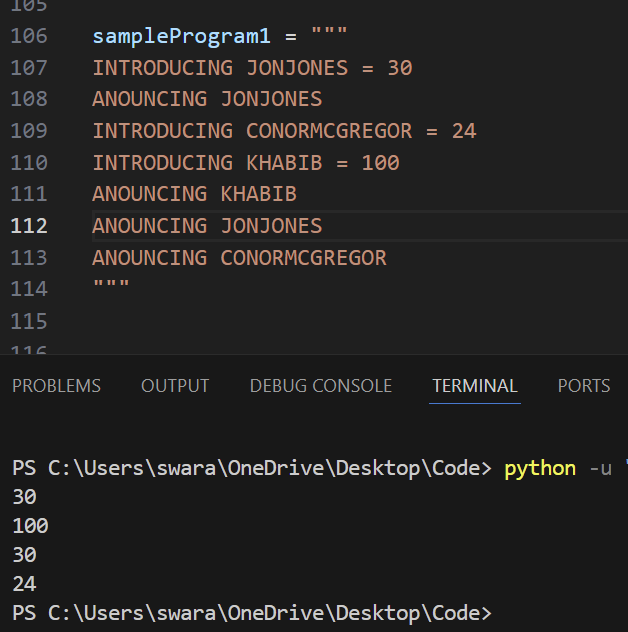 105
106 sampleProgram1 = """
107 INTRODUCING JONJONES = 30
108 ANOUNCING JONJONES
109 INTRODUCING CONORMCGREGOR = 24
110 INTRODUCING KHABIB = 100
111 ANOUNCING KHABIB
112 ANOUNCING JONJONES
113 ANOUNCING CONORMCGREGOR
114 """
115
116
PROBLEMS OUTPUT DEBUG CONSOLE TERMINAL PORTS
PS C:\Users\swara\OneDrive\Desktop\Code> python -u
30
100
30
24
PS C:\Users\swara\OneDrive\Desktop\Code>